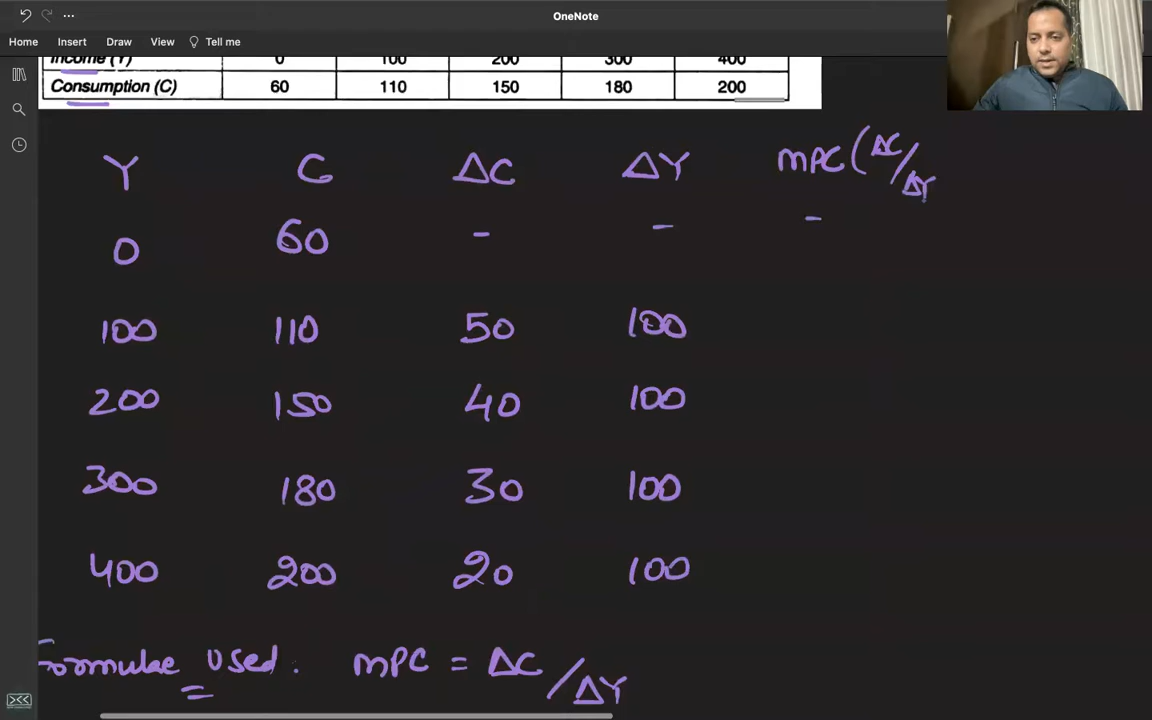 OneNote
Home Insert Draw View Tell me
Income (Y) 0 100 200 300 400
Consumption (C) 60 110 150 180 200
Y C ΔC ΔY MPC (ΔC/ΔY
0 60 - - -
100 110 50 100
200 150 40 100
300 180 30 100
400 200 20 100
Formulae Used: MPC = ΔC/ΔY